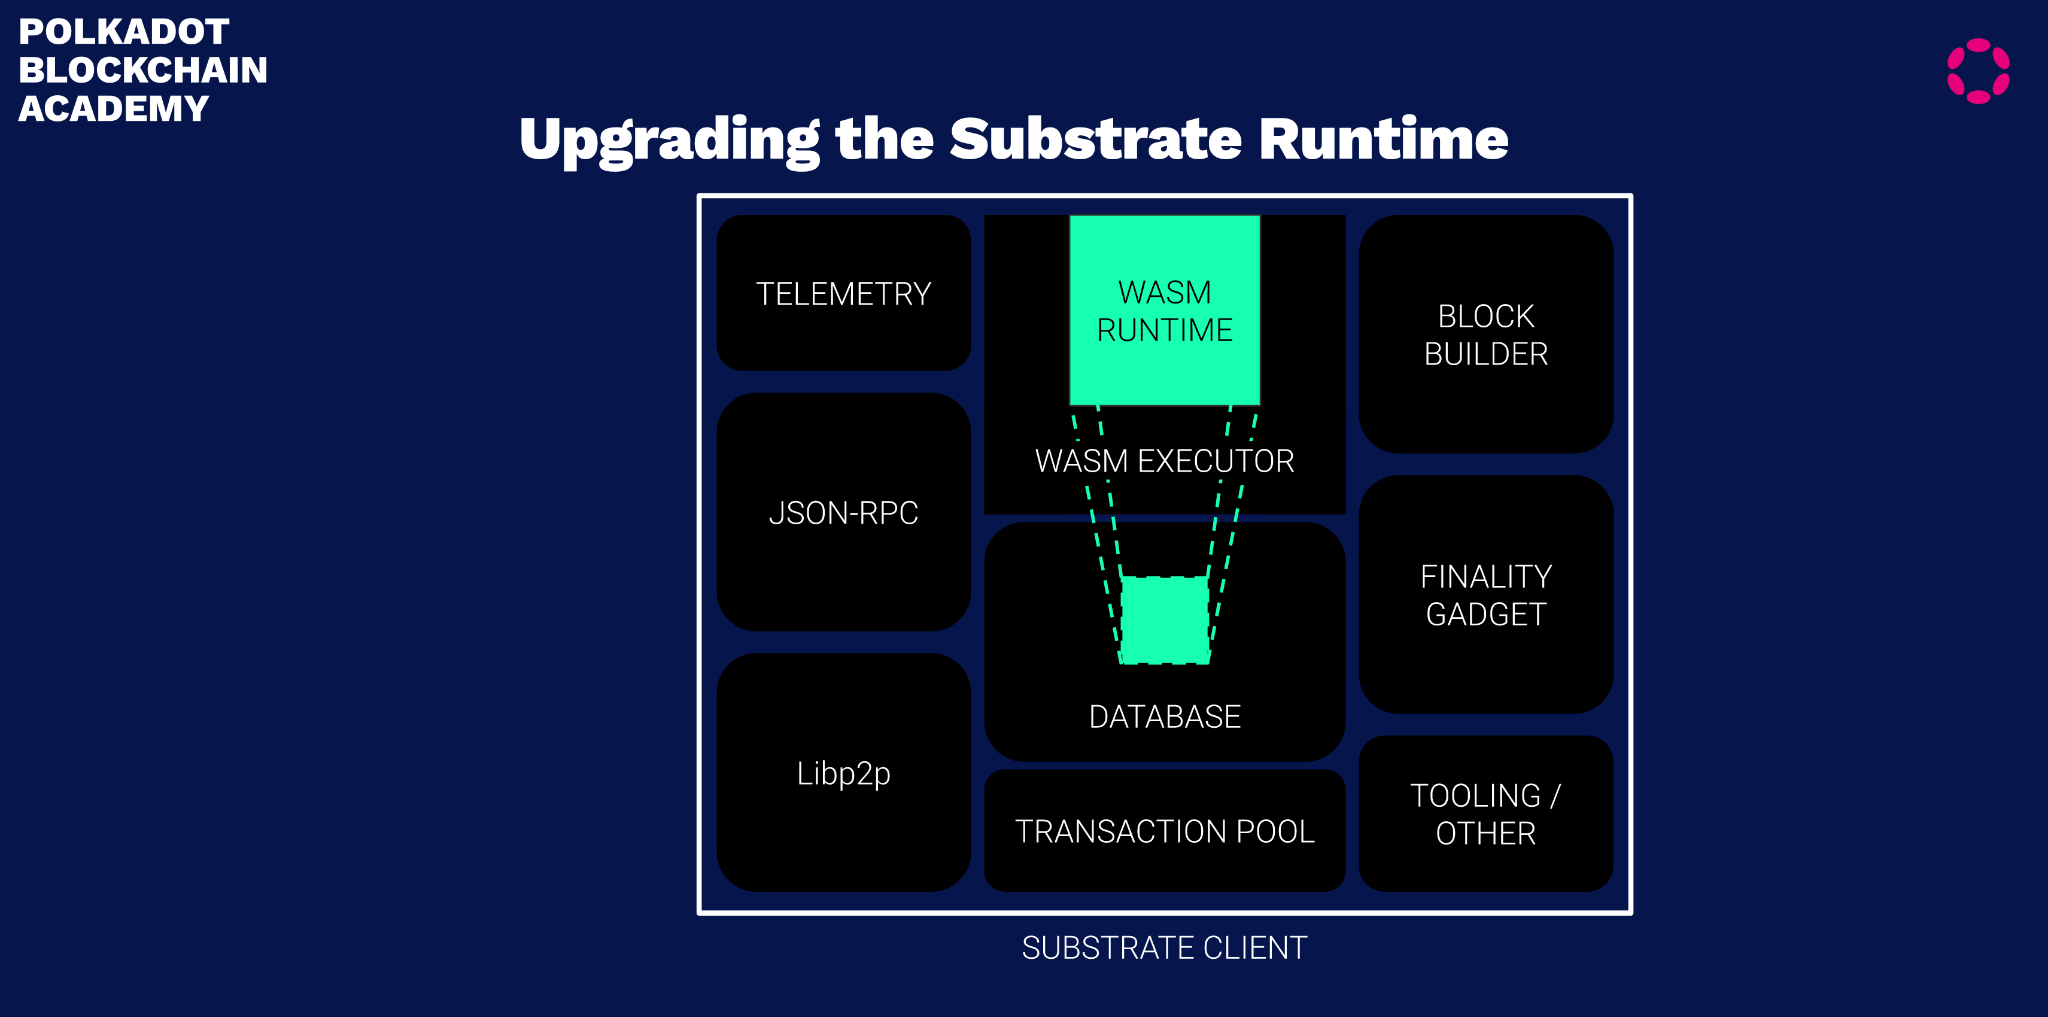 POLKADOT
BLOCKCHAIN
ACADEMY
Upgrading the Substrate Runtime
TELEMETRY
JSON-RPC
Libp2p
WASM
RUNTIME
WASM EXECUTOR
DATABASE
TRANSACTION POOL
BLOCK
BUILDER
FINALITY
GADGET
TOOLING /
OTHER
SUBSTRATE CLIENT